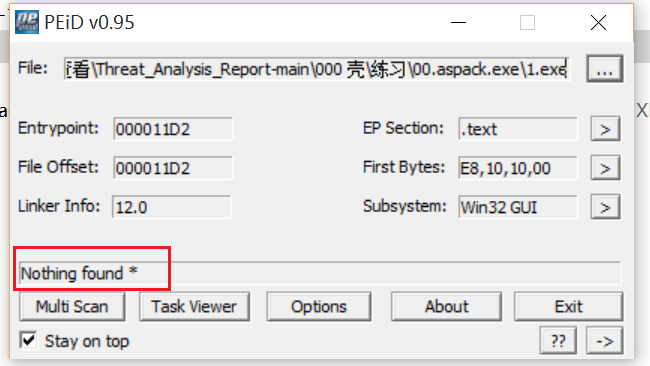 PEiD v0.95
File: 看\Threat_Analysis_Report-main\000 壳\练习\00.aspack.exe\1.exe ...
Entrypoint: 000011D2 EP Section: .text >
File Offset: 000011D2 First Bytes: E8,10,10,00 >
Linker Info: 12.0 Subsystem: Win32 GUI >
Nothing found *
Multi Scan Task Viewer Options About Exit
Stay on top ?? ->